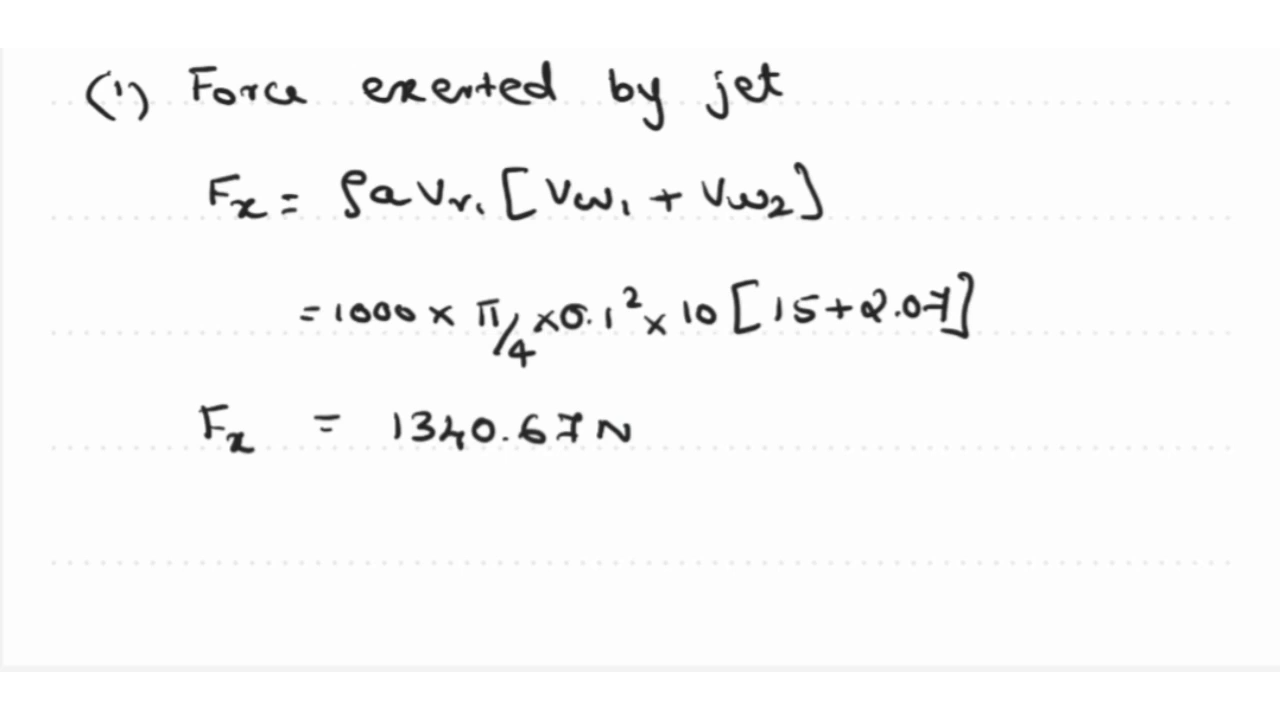 (i) Force exerted by jet
Fx = ρaVr1 [Vw1 + Vw2]
= 1000 × π/4 × 0.1² × 10 [15 + 2.07]
Fx = 1340.67 N